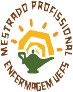 MESTRADO PROFISSIONAL
ENFERMAGEM UEFS